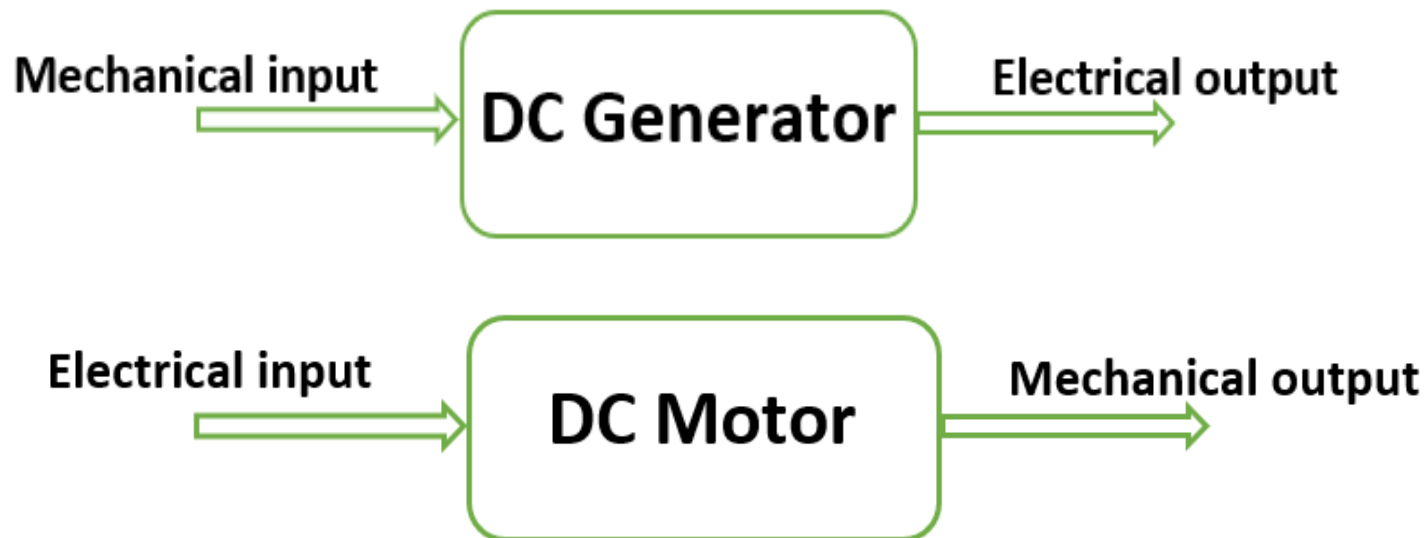 Mechanical input
DC Generator
Electrical output
Electrical input
DC Motor
Mechanical output